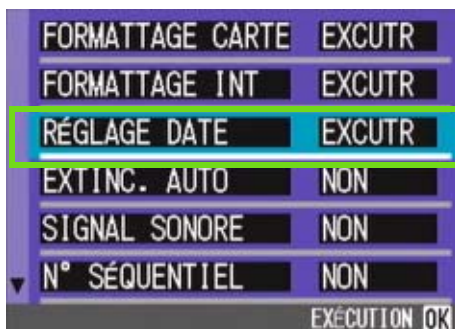 FORMATTAGE CARTE EXCUTR
FORMATTAGE INT EXCUTR
RÉGLAGE DATE EXCUTR
EXTINC. AUTO NON
SIGNAL SONORE NON
N° SÉQUENTIEL NON
EXÉCUTION OK